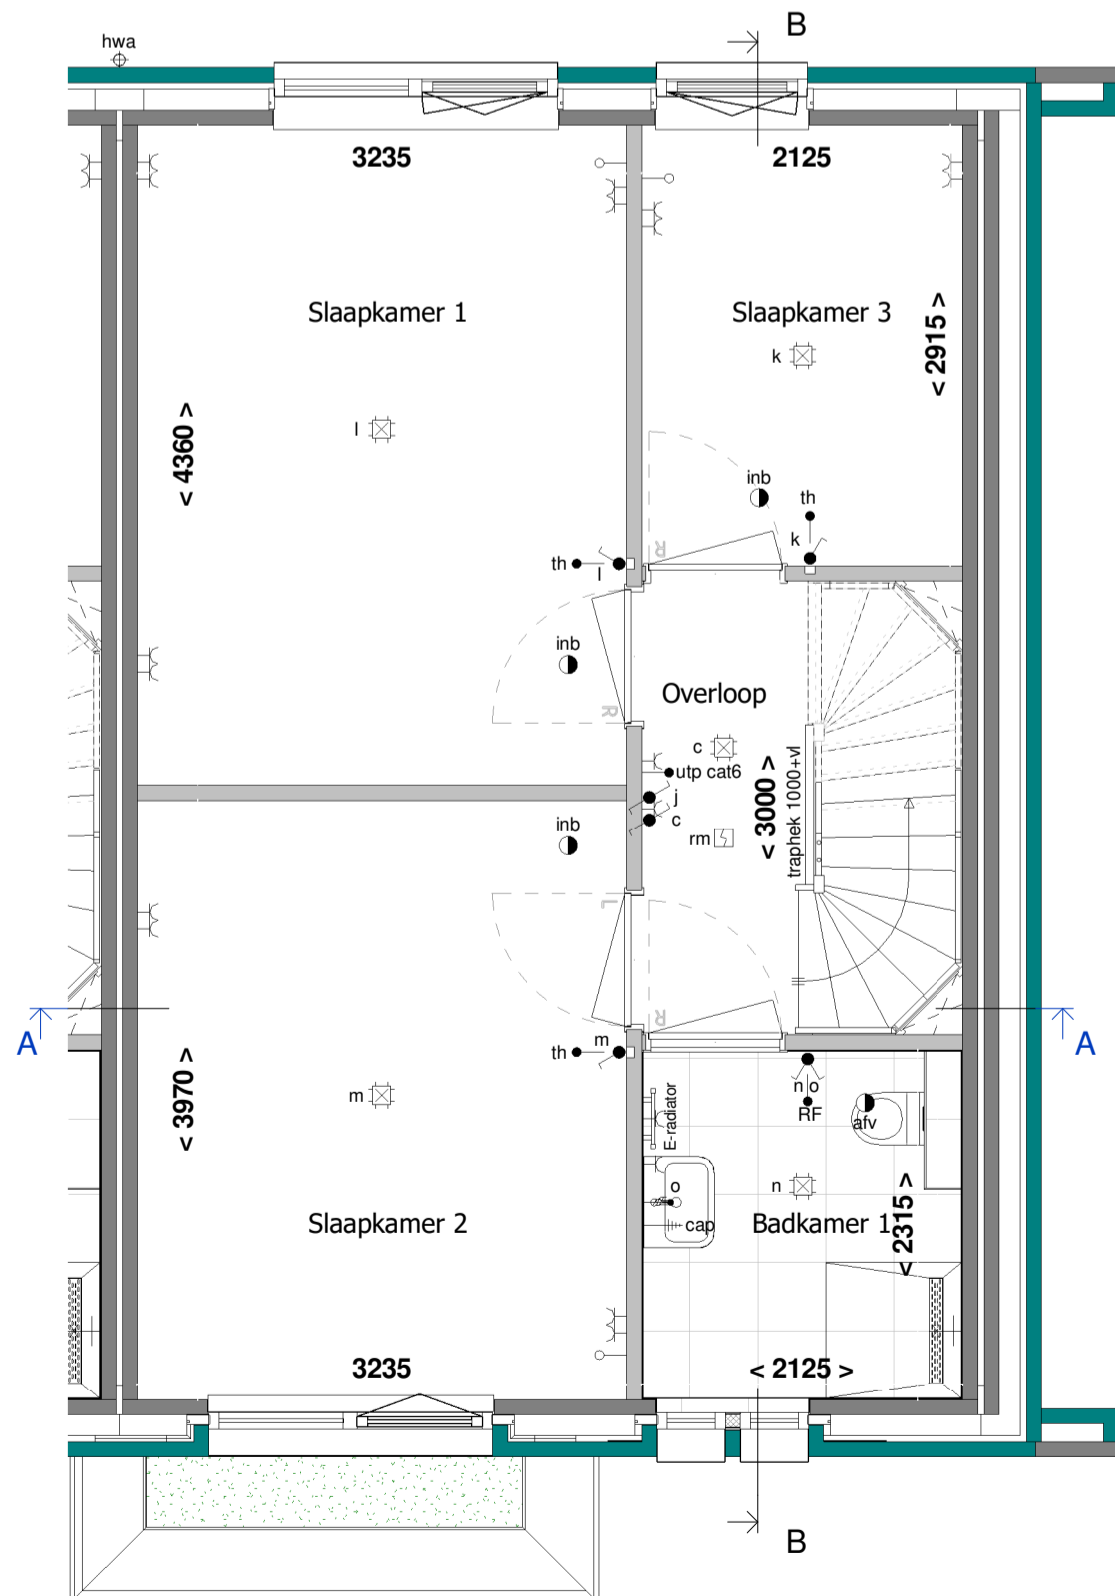 B
hwa
3235
2125
Slaapkamer 1
Slaapkamer 3
< 2915 >
k
l
< 4360 >
inb
th
k
R
th
l
inb
R
Overloop
c
utp cat6
j
c
rm
< 3000 >
traphek 1000+vl
inb
L
R
A
A
th
m
n o
RF
afv
E-radiator
m
< 3970 >
o
n
cap
Slaapkamer 2
Badkamer 1
< 2315 >
3235
< 2125 >
B